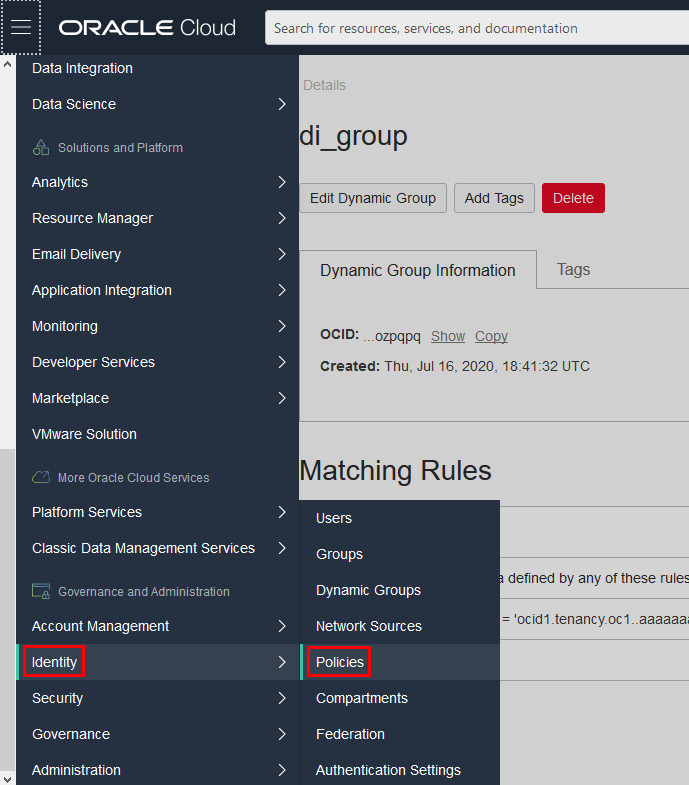 ORACLE Cloud
Search for resources, services, and documentation
Data Integration
Data Science
Solutions and Platform
Analytics
Resource Manager
Email Delivery
Application Integration
Monitoring
Developer Services
Marketplace
VMware Solution
More Oracle Cloud Services
Platform Services
Classic Data Management Services
Governance and Administration
Account Management
Identity
Security
Governance
Administration
Users
Groups
Dynamic Groups
Network Sources
Policies
Compartments
Federation
Authentication Settings
Details
di_group
Edit Dynamic Group Add Tags Delete
Dynamic Group Information Tags
OCID: ...ozpqpq Show Copy
Created: Thu, Jul 16, 2020, 18:41:32 UTC
Matching Rules
a defined by any of these rules
= 'ocid1.tenancy.oc1..aaaaaaa